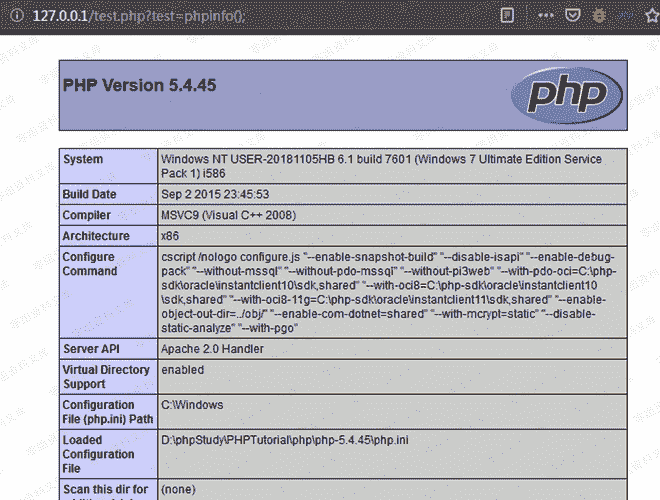 127.0.0.1/test.php?test=phpinfo();
PHP Version 5.4.45
php
System
Windows NT USER-20181105HB 6.1 build 7601 (Windows 7 Ultimate Edition Service
Pack 1) i586
Build Date
Sep 2 2015 23:45:53
Compiler
MSVC9 (Visual C++ 2008)
Architecture
x86
Configure
Command
cscript /nologo configure.js "--enable-snapshot-build" "--disable-isapi" "--enable-debug-
pack" "--without-mssql" "--without-pdo-mssql" "--without-pi3web" "--with-pdo-oci=C:\php-
sdk\oracle\instantclient10\sdk,shared" "--with-oci8=C:\php-sdk\oracle\instantclient10
\sdk,shared" "--with-oci8-11g=C:\php-sdk\oracle\instantclient11\sdk,shared" "--enable-
object-out-dir=../obj/" "--enable-com-dotnet=shared" "--with-mcrypt=static" "--disable-
static-analyze" "--with-pgo"
Server API
Apache 2.0 Handler
Virtual Directory
Support
enabled
Configuration
File (php.ini) Path
C:\Windows
Loaded
Configuration
File
D:\phpStudy\PHPTutorial\php\php-5.4.45\php.ini
Scan this dir for
(none)